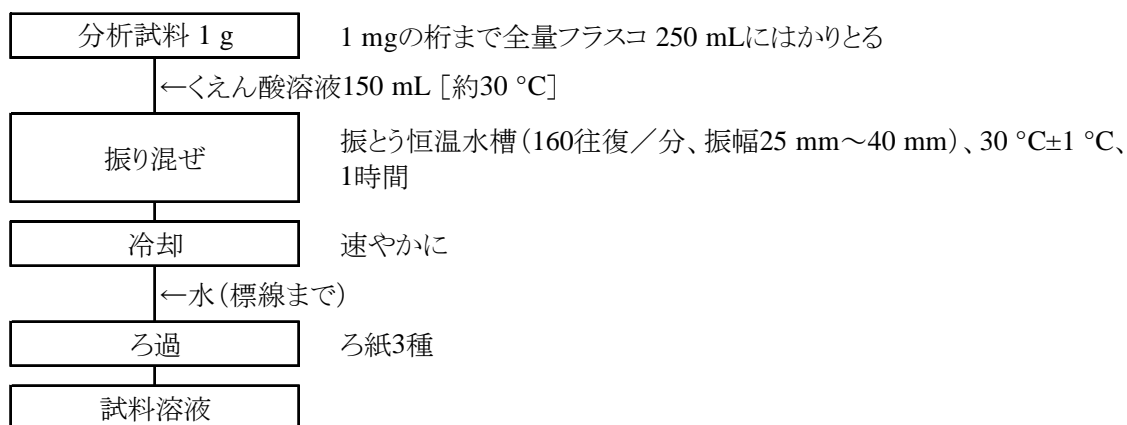 分析試料 1 g
1 mgの桁まで全量フラスコ 250 mLにはかりとる
←くえん酸溶液150 mL [約30 °C]
振り混ぜ
振とう恒温水槽(160往復/分、振幅25 mm~40 mm)、30 °C±1 °C、
1時間
冷却
速やかに
←水(標線まで)
ろ過
ろ紙3種
試料溶液